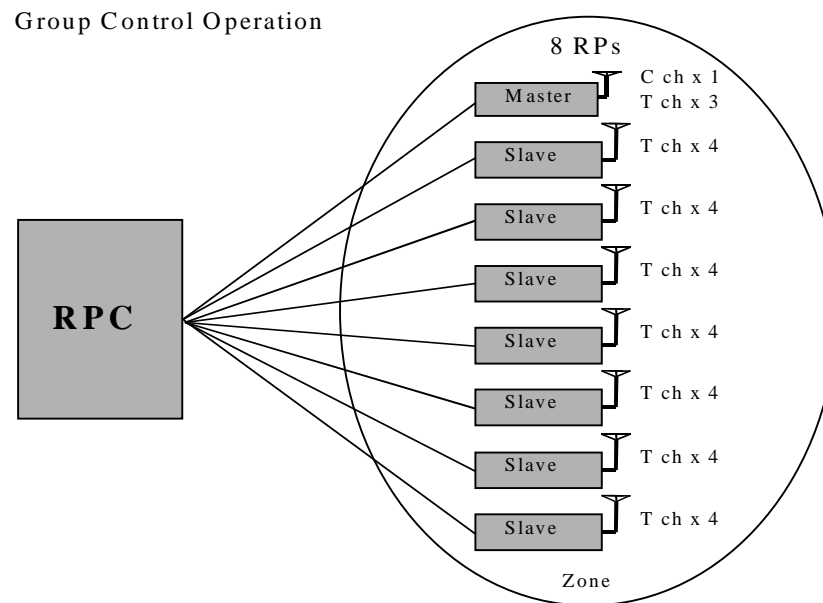 Group Control Operation
8 RPs
Master
C ch x 1
T ch x 3
Slave
T ch x 4
Slave
T ch x 4
Slave
T ch x 4
RPC
Slave
T ch x 4
Slave
T ch x 4
Slave
T ch x 4
Slave
T ch x 4
Zone